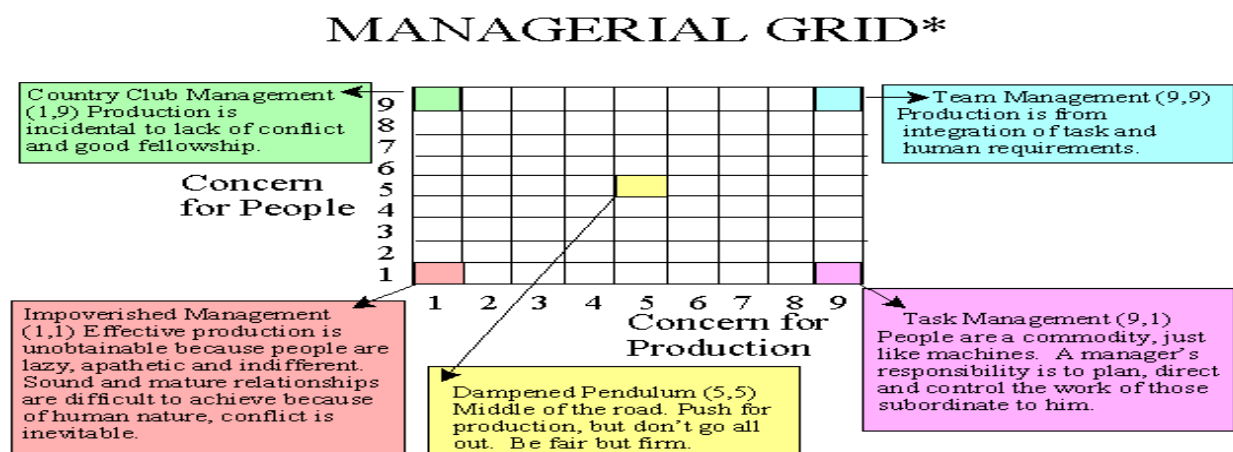 MANAGERIAL GRID*
Country Club Management
(1,9) Production is
incidental to lack of conflict
and good fellowship.
Team Management (9,9)
Production is from
integration of task and
human requirements.
Concern
for People
9
8
7
6
5
4
3
2
1
1 2 3 4 5 6 7 8 9
Concern for
Production
Impoverished Management
(1,1) Effective production is
unobtainable because people are
lazy, apathetic and indifferent.
Sound and mature relationships
are difficult to achieve because
of human nature, conflict is
inevitable.
Dampened Pendulum (5,5)
Middle of the road. Push for
production, but don't go all
out. Be fair but firm.
Task Management (9,1)
People are a commodity, just
like machines. A manager's
responsibility is to plan, direct
and control the work of those
subordinate to him.